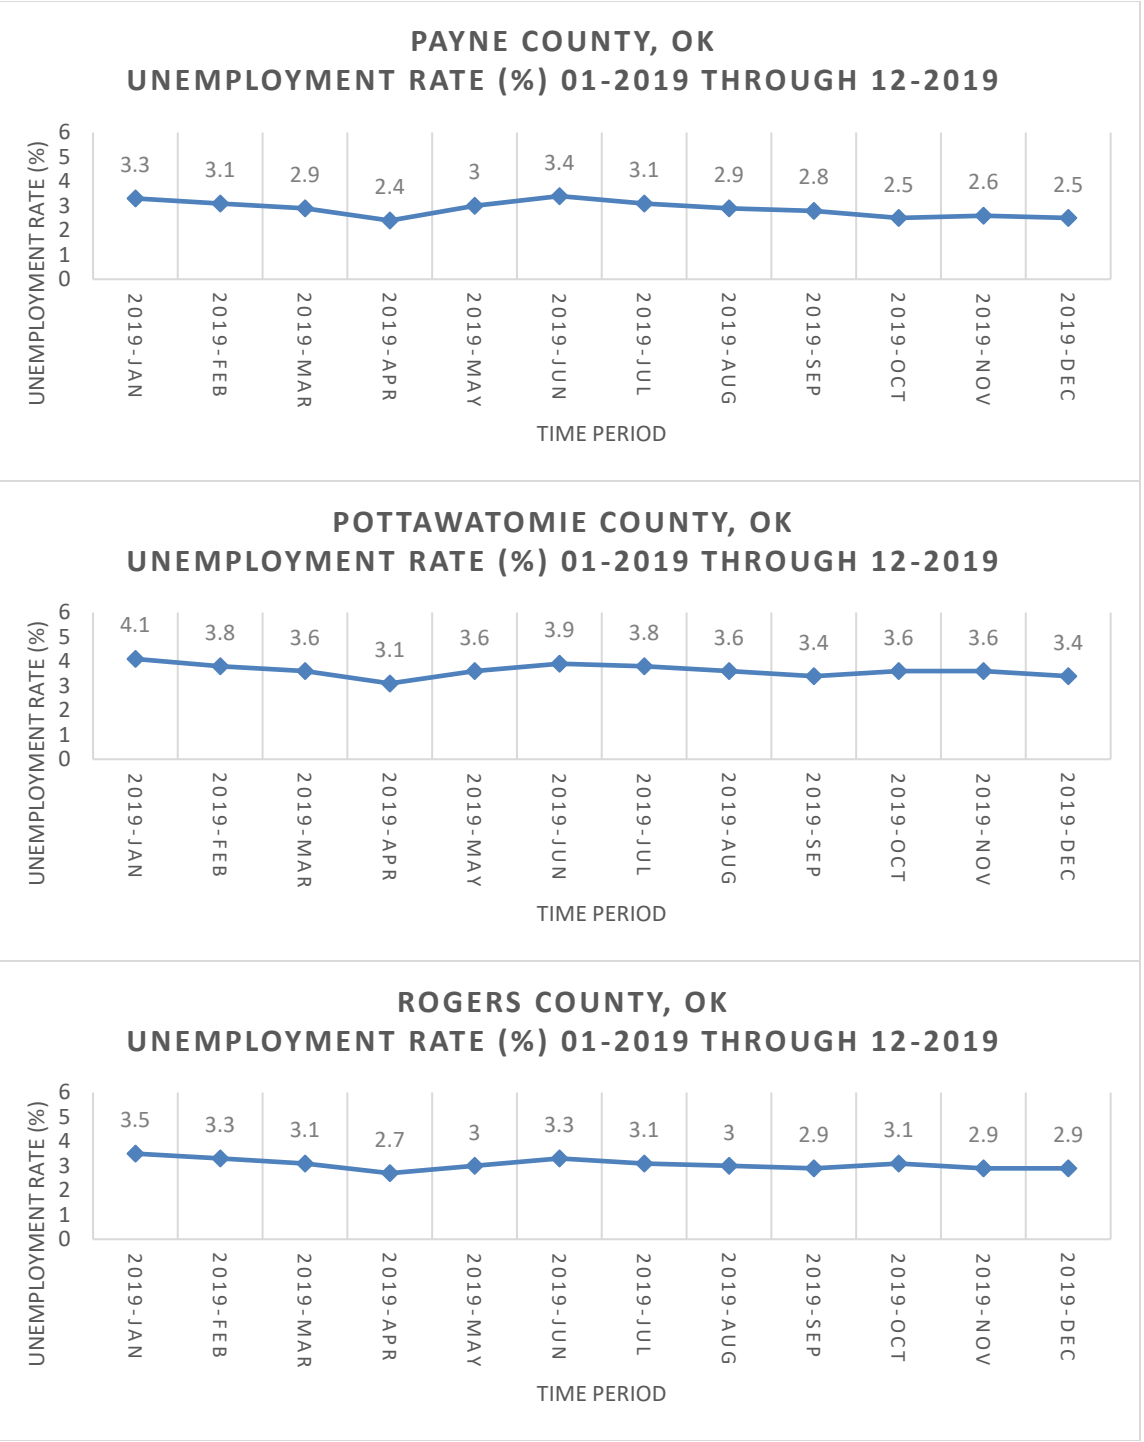 PAYNE COUNTY, OK
UNEMPLOYMENT RATE (%) 01-2019 THROUGH 12-2019
UNEMPLOYMENT RATE (%)
6
5
4
3
2
1
0
3.3
3.1
2.9
2.4
3
3.4
3.1
2.9
2.8
2.5
2.6
2.5
2019-JAN
2019-FEB
2019-MAR
2019-APR
2019-MAY
2019-JUN
2019-JUL
2019-AUG
2019-SEP
2019-OCT
2019-NOV
2019-DEC
TIME PERIOD
POTTAWATOMIE COUNTY, OK
UNEMPLOYMENT RATE (%) 01-2019 THROUGH 12-2019
UNEMPLOYMENT RATE (%)
6
5
4
3
2
1
0
4.1
3.8
3.6
3.1
3.6
3.9
3.8
3.6
3.4
3.6
3.6
3.4
2019-JAN
2019-FEB
2019-MAR
2019-APR
2019-MAY
2019-JUN
2019-JUL
2019-AUG
2019-SEP
2019-OCT
2019-NOV
2019-DEC
TIME PERIOD
ROGERS COUNTY, OK
UNEMPLOYMENT RATE (%) 01-2019 THROUGH 12-2019
UNEMPLOYMENT RATE (%)
6
5
4
3
2
1
0
3.5
3.3
3.1
2.7
3
3.3
3.1
3
2.9
3.1
2.9
2.9
2019-JAN
2019-FEB
2019-MAR
2019-APR
2019-MAY
2019-JUN
2019-JUL
2019-AUG
2019-SEP
2019-OCT
2019-NOV
2019-DEC
TIME PERIOD